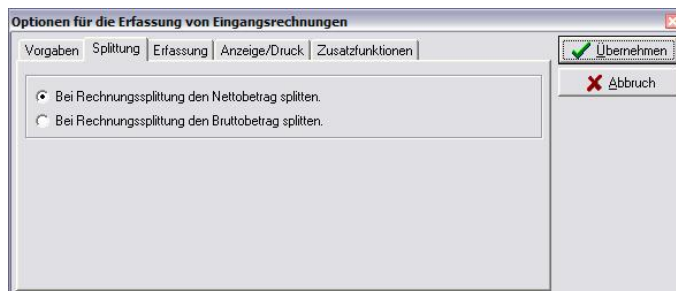 Optionen für die Erfassung von Eingangsrechnungen
Vorgaben Splittung Erfassung Anzeige/Druck Zusatzfunktionen
Übernehmen
Abbruch
Bei Rechnungssplittung den Nettobetrag splitten.
Bei Rechnungssplittung den Bruttobetrag splitten.